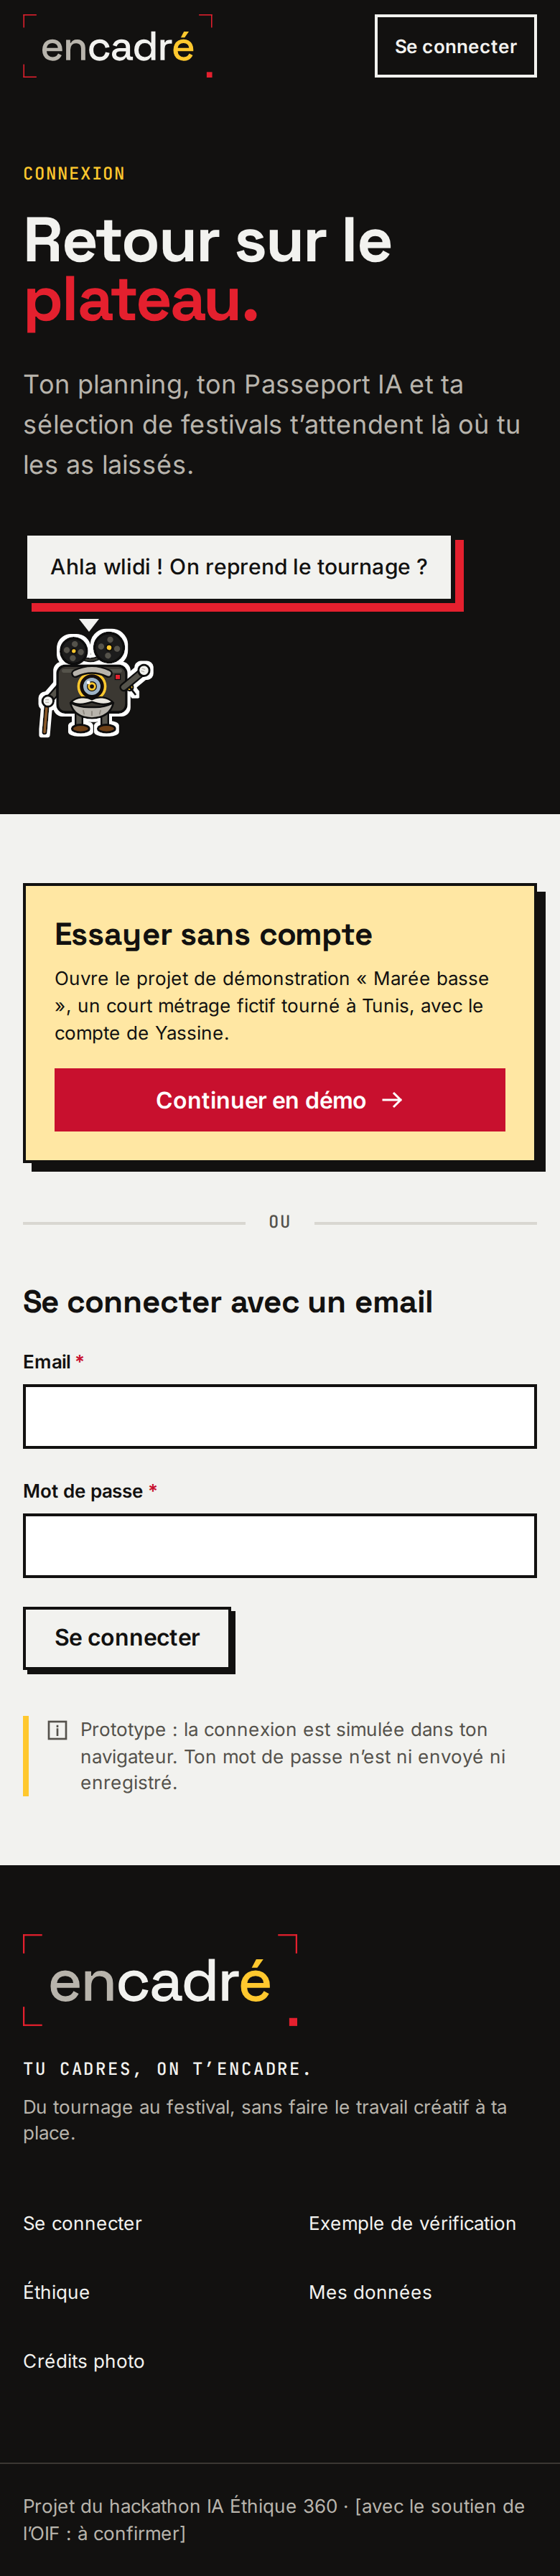 encadré
Se connecter
CONNEXION
Retour sur le
plateau.
Ton planning, ton Passeport IA et ta
sélection de festivals t’attendent là où tu
les as laissés.
Ahla wlidi ! On reprend le tournage ?
Essayer sans compte
Ouvre le projet de démonstration « Marée basse
», un court métrage fictif tourné à Tunis, avec le
compte de Yassine.
Continuer en démo →
OU
Se connecter avec un email
Email *
Mot de passe *
Se connecter
Prototype : la connexion est simulée dans ton
navigateur. Ton mot de passe n’est ni envoyé ni
enregistré.
encadré
TU CADRES, ON T’ENCADRE.
Du tournage au festival, sans faire le travail créatif à ta
place.
Se connecter
Exemple de vérification
Éthique
Mes données
Crédits photo
Projet du hackathon IA Éthique 360 · [avec le soutien de
l’OIF : à confirmer]